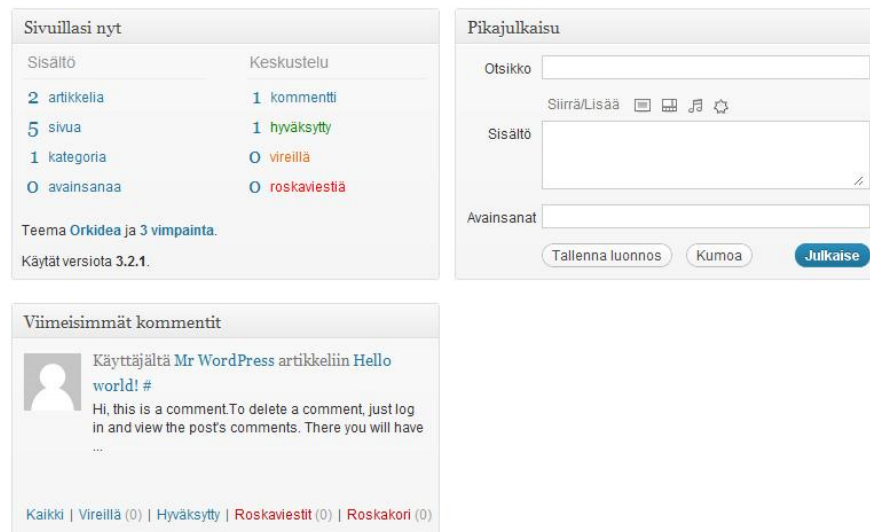 Sivuillasi nyt
Sisältö
Keskustelu
2 artikkelia
1 kommentti
5 sivua
1 hyväksytty
1 kategoria
0 vireillä
0 avainsanaa
0 roskaviestiä
Teema Orkidea ja 3 vimpainta.
Käytät versiota 3.2.1.
Pikajulkaisu
Otsikko
Siirrä/Lisää
Sisältö
Avainsanat
Tallenna luonnos
Kumoa
Julkaise
Viimeisimmät kommentit
Käyttäjältä Mr WordPress artikkeliin Hello
world! #
Hi, this is a comment.To delete a comment, just log
in and view the post's comments. There you will have
...
Kaikki | Vireillä (0) | Hyväksytty | Roskaviestit (0) | Roskakori (0)